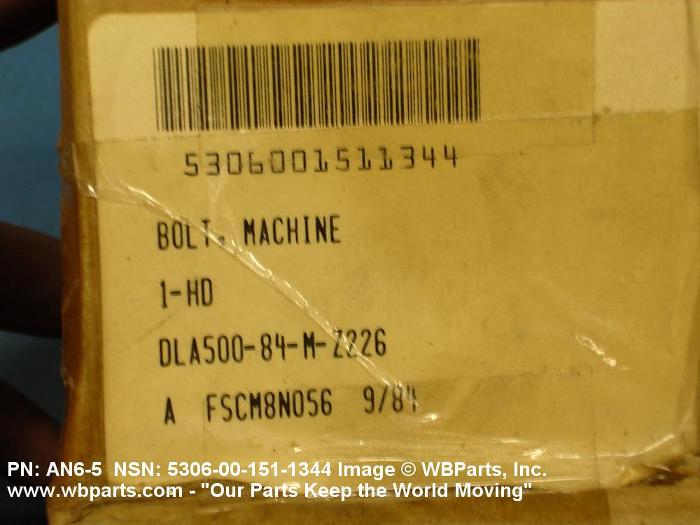 5306001511344
BOLT, MACHINE
1-HD
DLA500-84-M-Z226
A FSCM8N056 9/84
PN: AN6-5 NSN: 5306-00-151-1344 Image © WBParts, Inc.
www.wbparts.com - "Our Parts Keep the World Moving"